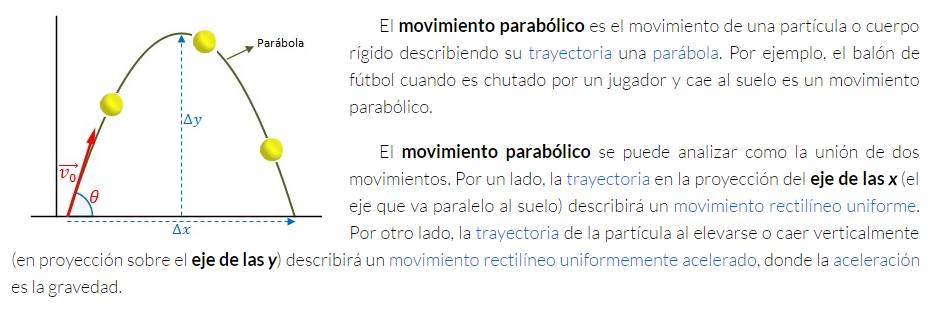 Parábola
Δy
v₀
θ
Δx
El movimiento parabólico es el movimiento de una partícula o cuerpo
rígido describiendo su trayectoria una parábola. Por ejemplo, el balón de
fútbol cuando es chutado por un jugador y cae al suelo es un movimiento
parabólico.
El movimiento parabólico se puede analizar como la unión de dos
movimientos. Por un lado, la trayectoria en la proyección del eje de las x (el
eje que va paralelo al suelo) describirá un movimiento rectilíneo uniforme.
Por otro lado, la trayectoria de la partícula al elevarse o caer verticalmente
(en proyección sobre el eje de las y) describirá un movimiento rectilíneo uniformemente acelerado, donde la aceleración
es la gravedad.